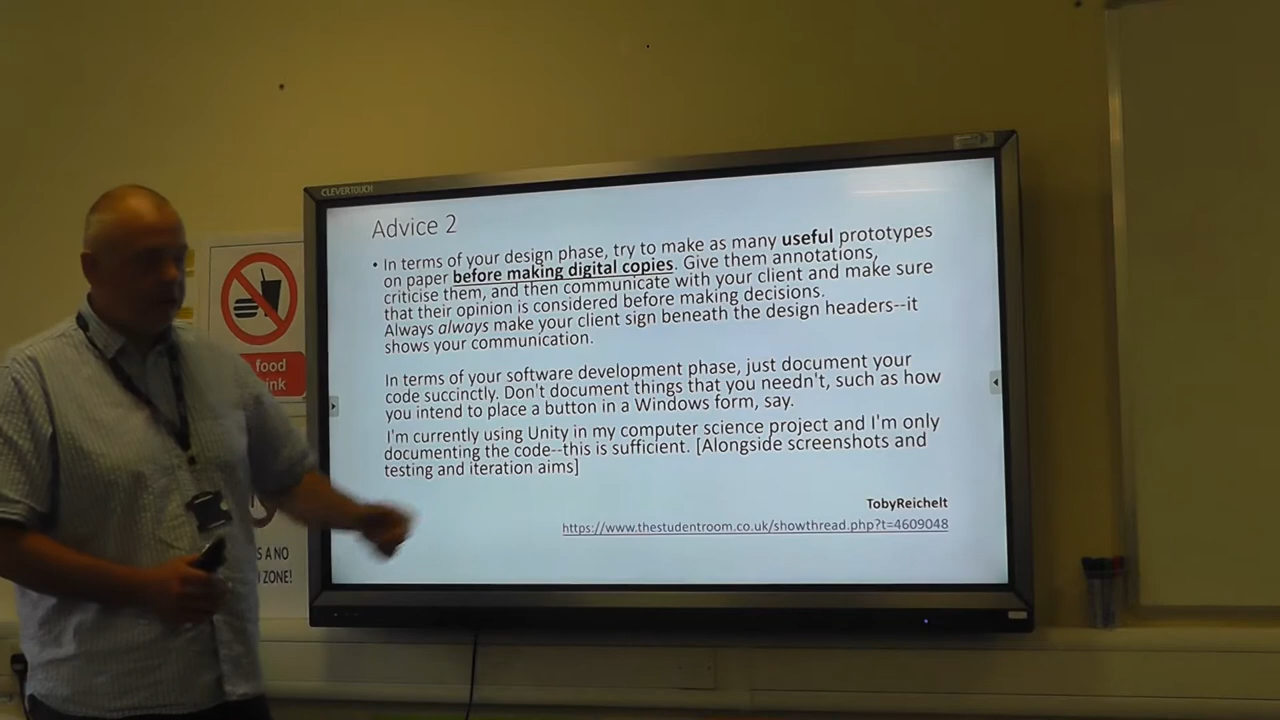 CLEVERTOUCH
Advice 2
• In terms of your design phase, try to make as many useful prototypes
on paper before making digital copies. Give them annotations,
criticise them, and then communicate with your client and make sure
that their opinion is considered before making decisions.
Always always make your client sign beneath the design headers--it
shows your communication.
In terms of your software development phase, just document your
code succinctly. Don't document things that you needn't, such as how
you intend to place a button in a Windows form, say.
I'm currently using Unity in my computer science project and I'm only
documenting the code--this is sufficient. [Alongside screenshots and
testing and iteration aims]
TobyReichelt
https://www.thestudentroom.co.uk/showthread.php?t=4609048
food
ink
S A NO
ZONE!